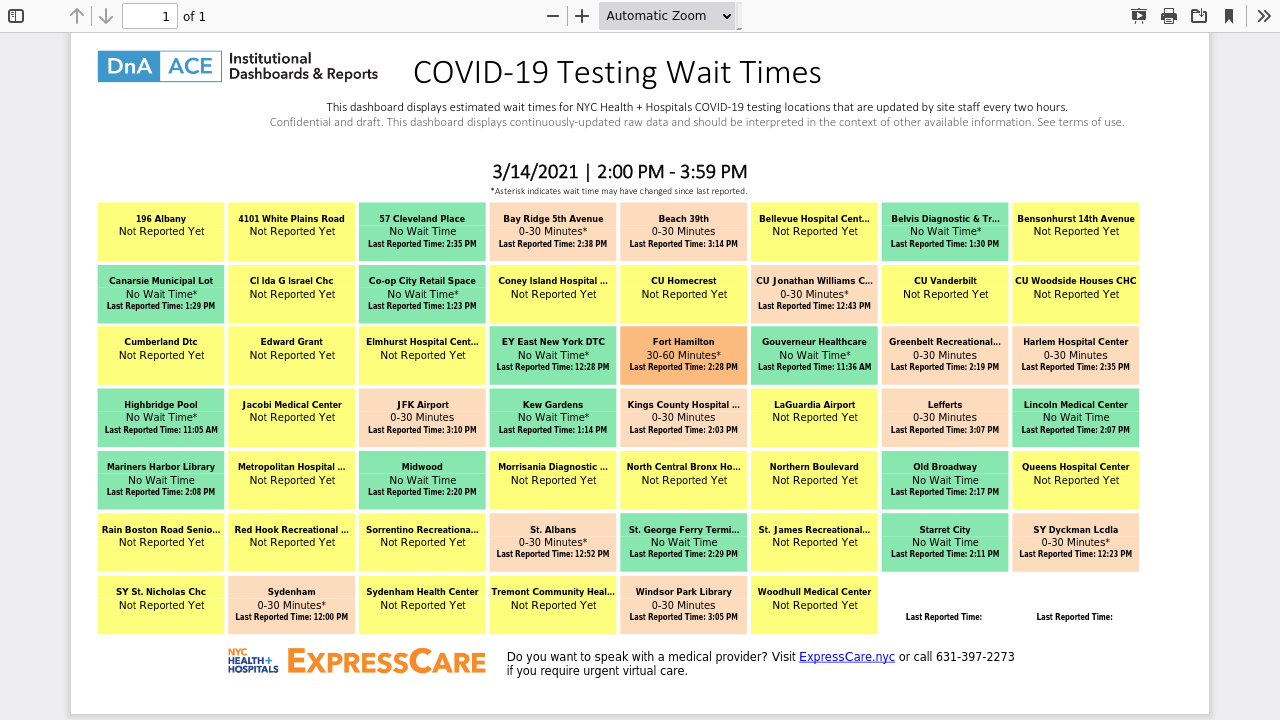 1 of 1 Automatic Zoom
DnA ACE Institutional
Dashboards & Reports
COVID-19 Testing Wait Times
This dashboard displays estimated wait times for NYC Health + Hospitals COVID-19 testing locations that are updated by site staff every two hours.
Confidential and draft. This dashboard displays continuously-updated raw data and should be interpreted in the context of other available information. See terms of use.
3/14/2021 | 2:00 PM - 3:59 PM
*Asterisk indicates wait time may have changed since last reported.
196 Albany 4101 White Plains Road 57 Cleveland Place Bay Ridge 5th Avenue Beach 39th Bellevue Hospital Cent... Belvis Diagnostic & Tr... Bensonhurst 14th Avenue
Not Reported Yet Not Reported Yet No Wait Time 0-30 Minutes* 0-30 Minutes Not Reported Yet No Wait Time* Not Reported Yet
Last Reported Time: 2:35 PM Last Reported Time: 2:38 PM Last Reported Time: 3:14 PM Last Reported Time: 1:30 PM
Canarsie Municipal Lot Cl Ida G Israel Chc Co-op City Retail Space Coney Island Hospital ... CU Homecrest CU Jonathan Williams C... CU Vanderbilt CU Woodside Houses CHC
No Wait Time* Not Reported Yet No Wait Time* Not Reported Yet Not Reported Yet 0-30 Minutes* Not Reported Yet Not Reported Yet
Last Reported Time: 1:29 PM Last Reported Time: 1:23 PM Last Reported Time: 12:43 PM
Cumberland Dtc Edward Grant Elmhurst Hospital Cent... EY East New York DTC Fort Hamilton Gouverneur Healthcare Greenbelt Recreational... Harlem Hospital Center
Not Reported Yet Not Reported Yet Not Reported Yet No Wait Time* 30-60 Minutes* No Wait Time* 0-30 Minutes 0-30 Minutes
Last Reported Time: 12:28 PM Last Reported Time: 2:28 PM Last Reported Time: 11:36 AM Last Reported Time: 2:19 PM Last Reported Time: 2:35 PM
Highbridge Pool Jacobi Medical Center JFK Airport Kew Gardens Kings County Hospital ... LaGuardia Airport Lefferts Lincoln Medical Center
No Wait Time* Not Reported Yet 0-30 Minutes No Wait Time* 0-30 Minutes Not Reported Yet 0-30 Minutes No Wait Time
Last Reported Time: 11:05 AM Last Reported Time: 3:10 PM Last Reported Time: 1:14 PM Last Reported Time: 2:03 PM Last Reported Time: 3:07 PM Last Reported Time: 2:07 PM
Mariners Harbor Library Metropolitan Hospital ... Midwood Morrisania Diagnostic ... North Central Bronx Ho... Northern Boulevard Old Broadway Queens Hospital Center
No Wait Time Not Reported Yet No Wait Time Not Reported Yet Not Reported Yet Not Reported Yet No Wait Time Not Reported Yet
Last Reported Time: 2:08 PM Last Reported Time: 2:20 PM Last Reported Time: 2:17 PM
Rain Boston Road Senio... Red Hook Recreational ... Sorrentino Recreationa... St. Albans St. George Ferry Termi... St. James Recreational... Starret City SY Dyckman Lcdla
Not Reported Yet Not Reported Yet Not Reported Yet 0-30 Minutes* No Wait Time Not Reported Yet No Wait Time 0-30 Minutes*
Last Reported Time: 12:52 PM Last Reported Time: 2:29 PM Last Reported Time: 2:11 PM Last Reported Time: 12:23 PM
SY St. Nicholas Chc Sydenham Sydenham Health Center Tremont Community Heal... Windsor Park Library Woodhull Medical Center
Not Reported Yet 0-30 Minutes* Not Reported Yet Not Reported Yet 0-30 Minutes Not Reported Yet
Last Reported Time: 12:00 PM Last Reported Time: 3:05 PM Last Reported Time: Last Reported Time:
NYC
HEALTH+
HOSPITALS
EXPRESSCARE
Do you want to speak with a medical provider? Visit ExpressCare.nyc or call 631-397-2273
if you require urgent virtual care.